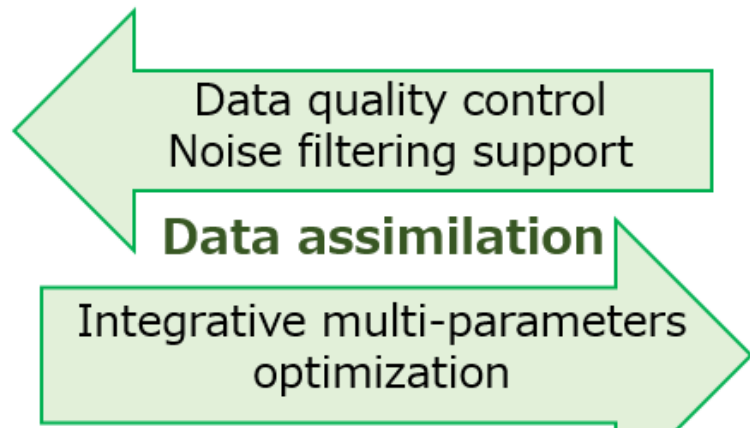 Data quality control
Noise filtering support
Data assimilation
Integrative multi-parameters
optimization